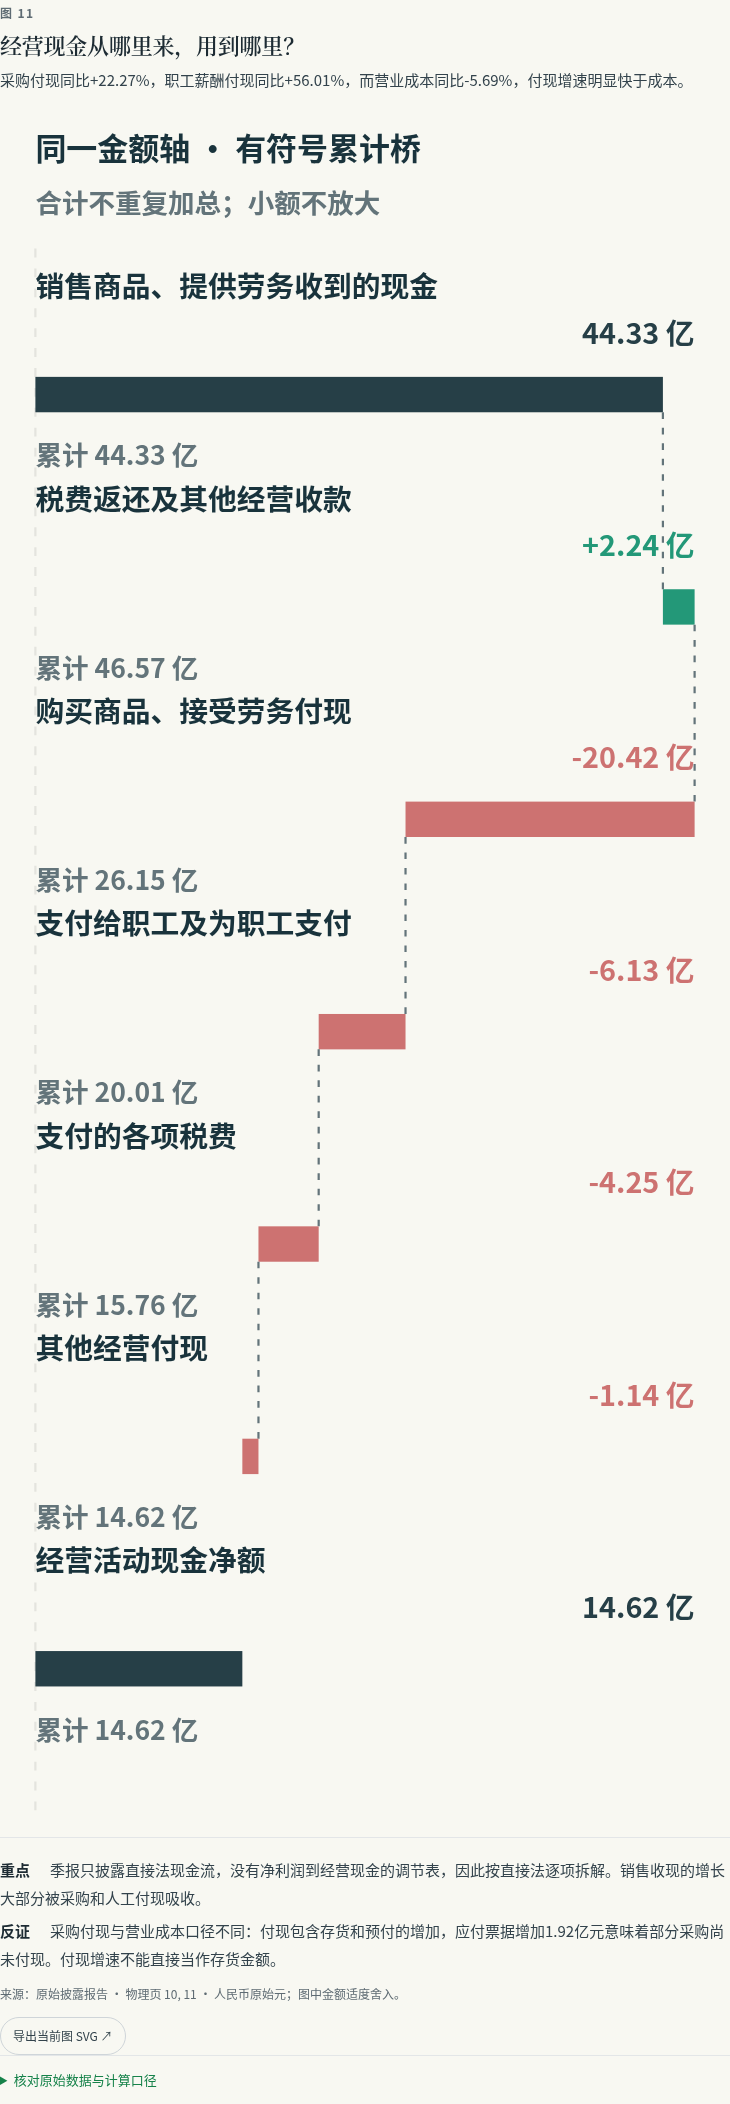 图 11
经营现金从哪里来，用到哪里？
采购付现同比+22.27%，职工薪酬付现同比+56.01%，而营业成本同比-5.69%，付现增速明显快于成本。
同一金额轴 · 有符号累计桥
合计不重复加总；小额不放大
销售商品、提供劳务收到的现金
44.33 亿
累计 44.33 亿
税费返还及其他经营收款
+2.24 亿
累计 46.57 亿
购买商品、接受劳务付现
-20.42 亿
累计 26.15 亿
支付给职工及为职工支付
-6.13 亿
累计 20.01 亿
支付的各项税费
-4.25 亿
累计 15.76 亿
其他经营付现
-1.14 亿
累计 14.62 亿
经营活动现金净额
14.62 亿
累计 14.62 亿
重点 季报只披露直接法现金流，没有净利润到经营现金的调节表，因此按直接法逐项拆解。销售收现的增长
大部分被采购和人工付现吸收。
反证 采购付现与营业成本口径不同：付现包含存货和预付的增加，应付票据增加1.92亿元意味着部分采购尚
未付现。付现增速不能直接当作存货金额。
来源：原始披露报告 · 物理页 10, 11 · 人民币原始元；图中金额适度舍入。
导出当前图 SVG ↗
▶ 核对原始数据与计算口径